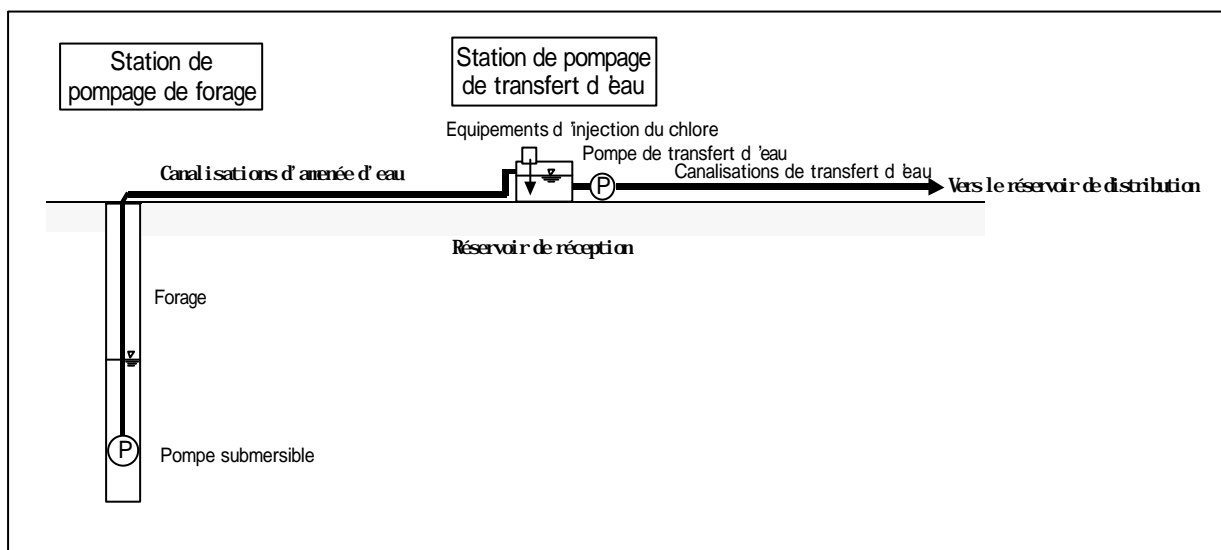 Station de
pompage de forage
Station de pompage
de transfert d 'eau
Equipements d 'injection du chlore
Pompe de transfert d 'eau
Canalisations de transfert d 'eau
Canalisations d'amenée d'eau
Vers le réservoir de distribution
P
Réservoir de réception
Forage
P
Pompe submersible